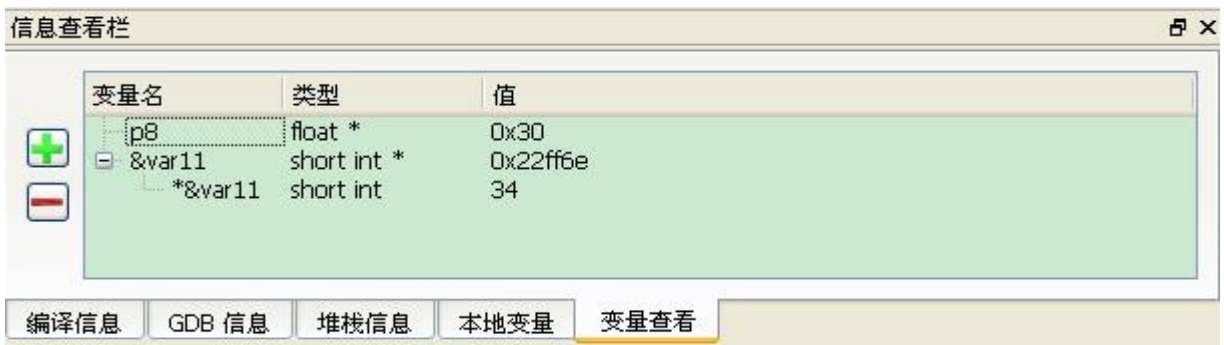 信息查看栏
变量名 类型 值
p8 float * 0x30
&var11 short int * 0x22ff6e
*&var11 short int 34
编译信息 GDB 信息 堆栈信息 本地变量 变量查看